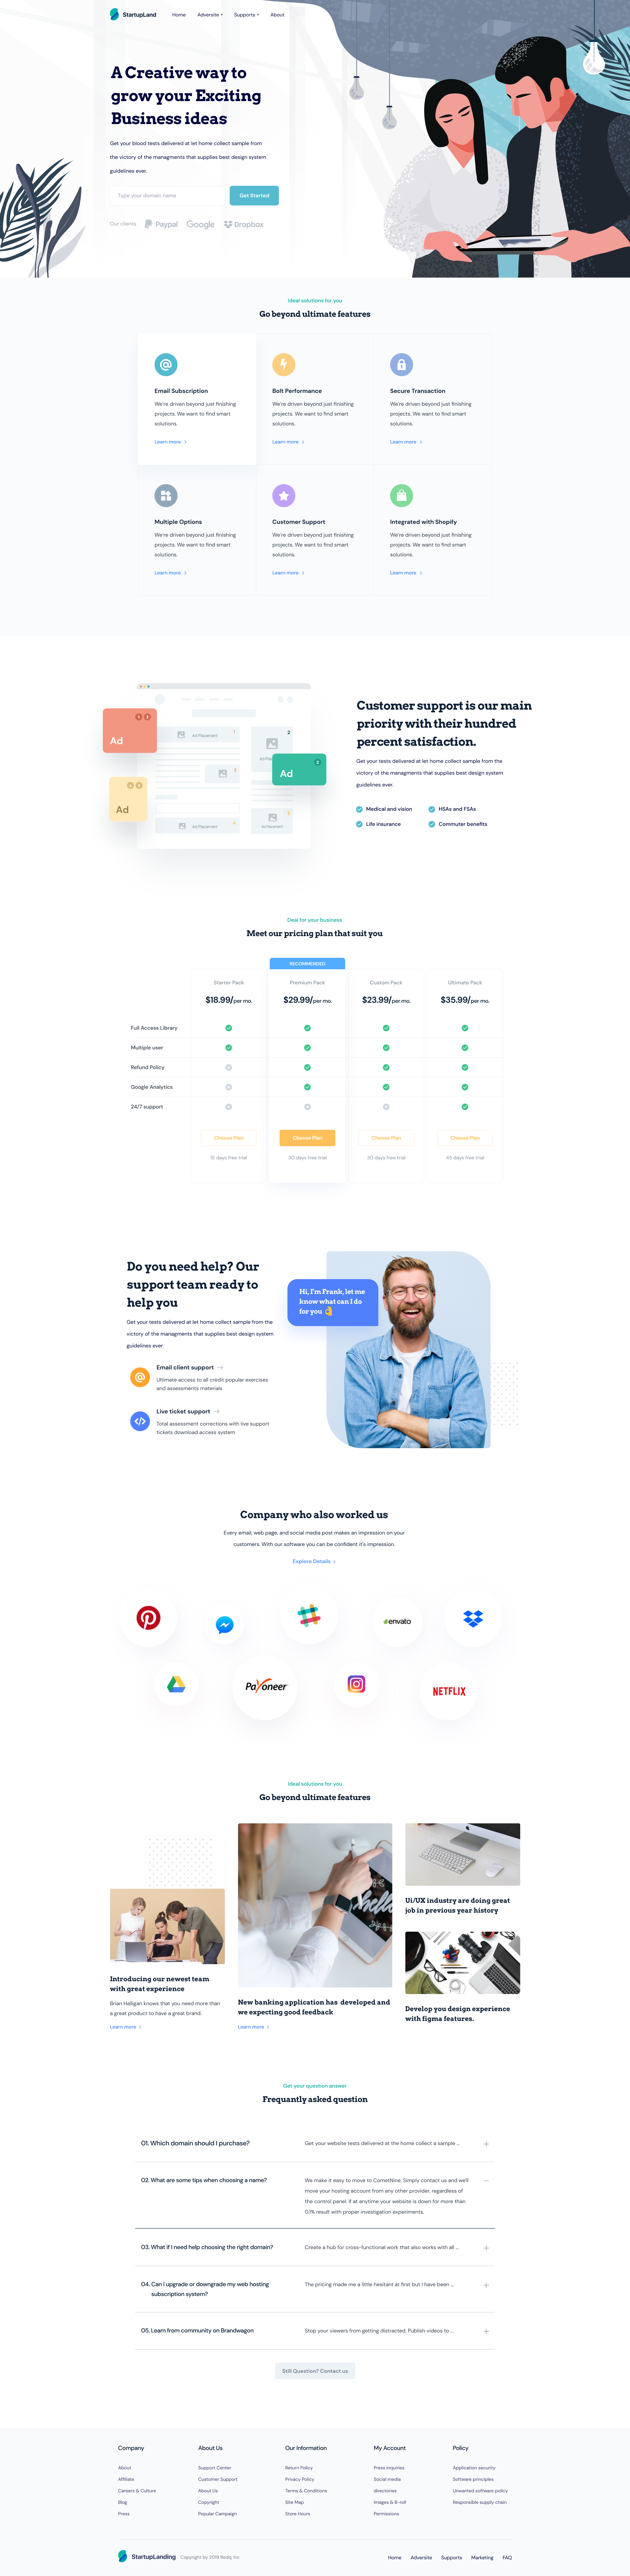 StartupLand
Home Adversite Supports About
A Creative way to
grow your Exciting
Business ideas
Get your blood tests delivered at let home collect sample from
the victory of the managments that supplies best design system
guidelines ever.
Type your domain name
Get Started
Our clients PayPal Google Dropbox
Ideal solutions for you
Go beyond ultimate features
Email Subscription
We're driven beyond just finishing
projects. We want to find smart
solutions.
Learn more
Bolt Performance
We're driven beyond just finishing
projects. We want to find smart
solutions.
Learn more
Secure Transaction
We're driven beyond just finishing
projects. We want to find smart
solutions.
Learn more
Multiple Options
We're driven beyond just finishing
projects. We want to find smart
solutions.
Learn more
Customer Support
We're driven beyond just finishing
projects. We want to find smart
solutions.
Learn more
Integrated with Shopify
We're driven beyond just finishing
projects. We want to find smart
solutions.
Learn more
Ad
Ad Placement
Ad
Ad
Ad Placement
Ad Placement
Customer support is our main
priority with their hundred
percent satisfaction.
Get your tests delivered at let home collect sample from the
victory of the managments that supplies best design system
guidelines ever.
Medical and vision
HSAs and FSAs
Life insurance
Commuter benefits
Deal for your business
Meet our pricing plan that suit you
RECOMMENDED
Starter Pack Premium Pack Custom Pack Ultimate Pack
$18.99/per mo. $29.99/per mo. $23.99/per mo. $35.99/per mo.
Full Access Library
Multiple user
Refund Policy
Google Analytics
24/7 support
Choose Plan Choose Plan Choose Plan Choose Plan
15 days free trial 90 days free trial 30 days free trial 45 days free trial
Do you need help? Our
support team ready to
help you
Get your tests delivered at let home collect sample from the
victory of the managments that supplies best design system
guidelines ever.
Email client support
Ultimate access to all credit popular exercises
and assessments materials
Live ticket support
Total assessment corrections with live support
tickets download access system
Hi, I'm Frank, let me
know what can I do
for you 👌
Company who also worked us
Every email, web page, and social media post makes an impression on your
customers. With our software you can be confident it's impression.
Explore Details
envato
Payoneer
NETFLIX
Ideal solutions for you
Go beyond ultimate features
Introducing our newest team
with great experience
Brian Halligan knows that you need more than
a great product to have a great brand.
Learn more
New banking application has developed and
we expecting good feedback
Learn more
Ui/UX industry are doing great
job in previous year history
Develop you design experience
with figma features.
Get your question answer
Frequently asked question
01. Which domain should I purchase?
Get your website tests delivered at the home collect a sample ...
02. What are some tips when choosing a name?
We make it easy to move to CometNine. Simply contact us and we'll
move your hosting account from any other provider, regardless of
the control panel. If at anytime your website is down for more than
0.1% result with proper investigation experiments.
03. What if I need help choosing the right domain?
Create a hub for cross-functional work that also works with all ...
04. Can I upgrade or downgrade my web hosting
subscription system?
The pricing made me a little hesitant at first but I have been ...
05. Learn from community on Brandwagon
Stop your viewers from getting distracted. Publish videos to ...
Still Question? Contact us
Company
About
Affiliate
Careers & Culture
Blog
Press
About Us
Support Center
Customer Support
About Us
Copyright
Popular Campaign
Our Information
Return Policy
Privacy Policy
Terms & Conditions
Site Map
Store Hours
My Account
Press inquiries
Social media
directories
Images & B-roll
Permissions
Policy
Application security
Software principles
Unwanted software policy
Responsible supply chain
StartupLanding Copyright by 2019 Redq, Inc
Home Adversite Supports Marketing FAQ